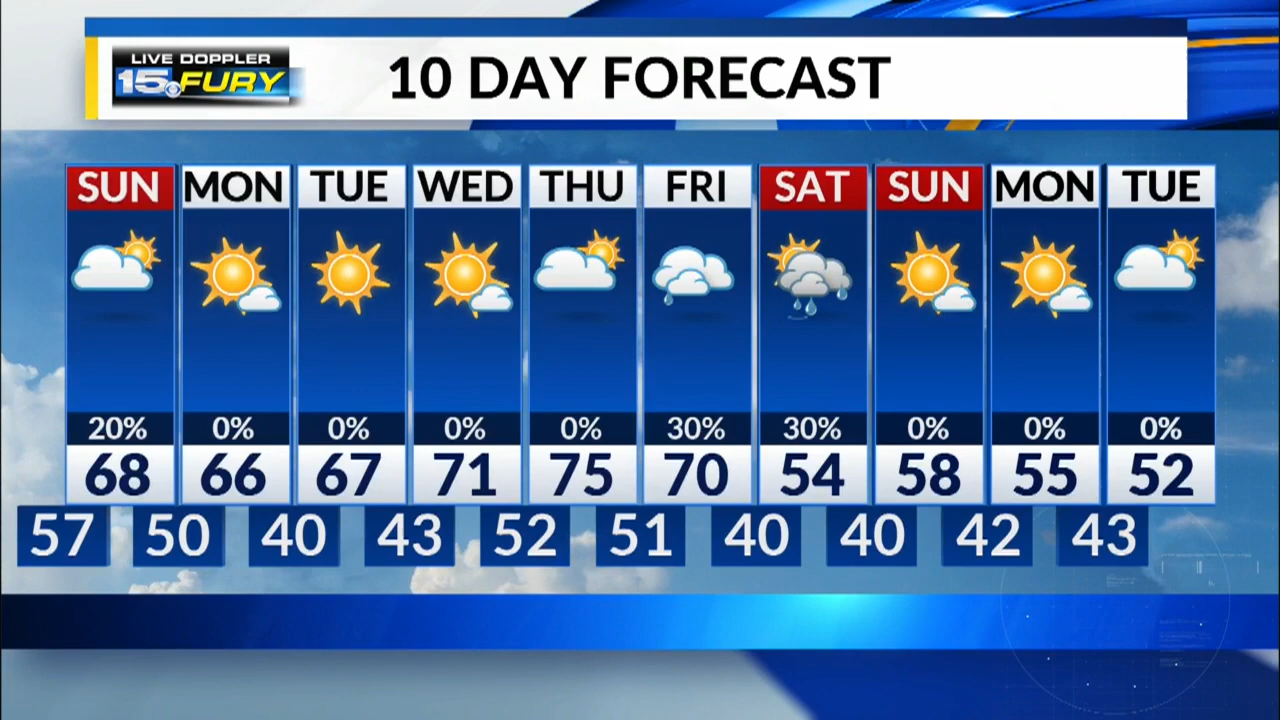 LIVE DOPPLER
15 FURY
10 DAY FORECAST
SUN MON TUE WED THU FRI SAT SUN MON TUE
20% 0% 0% 0% 0% 30% 30% 0% 0% 0%
68 66 67 71 75 70 54 58 55 52
57 50 40 43 52 51 40 40 42 43